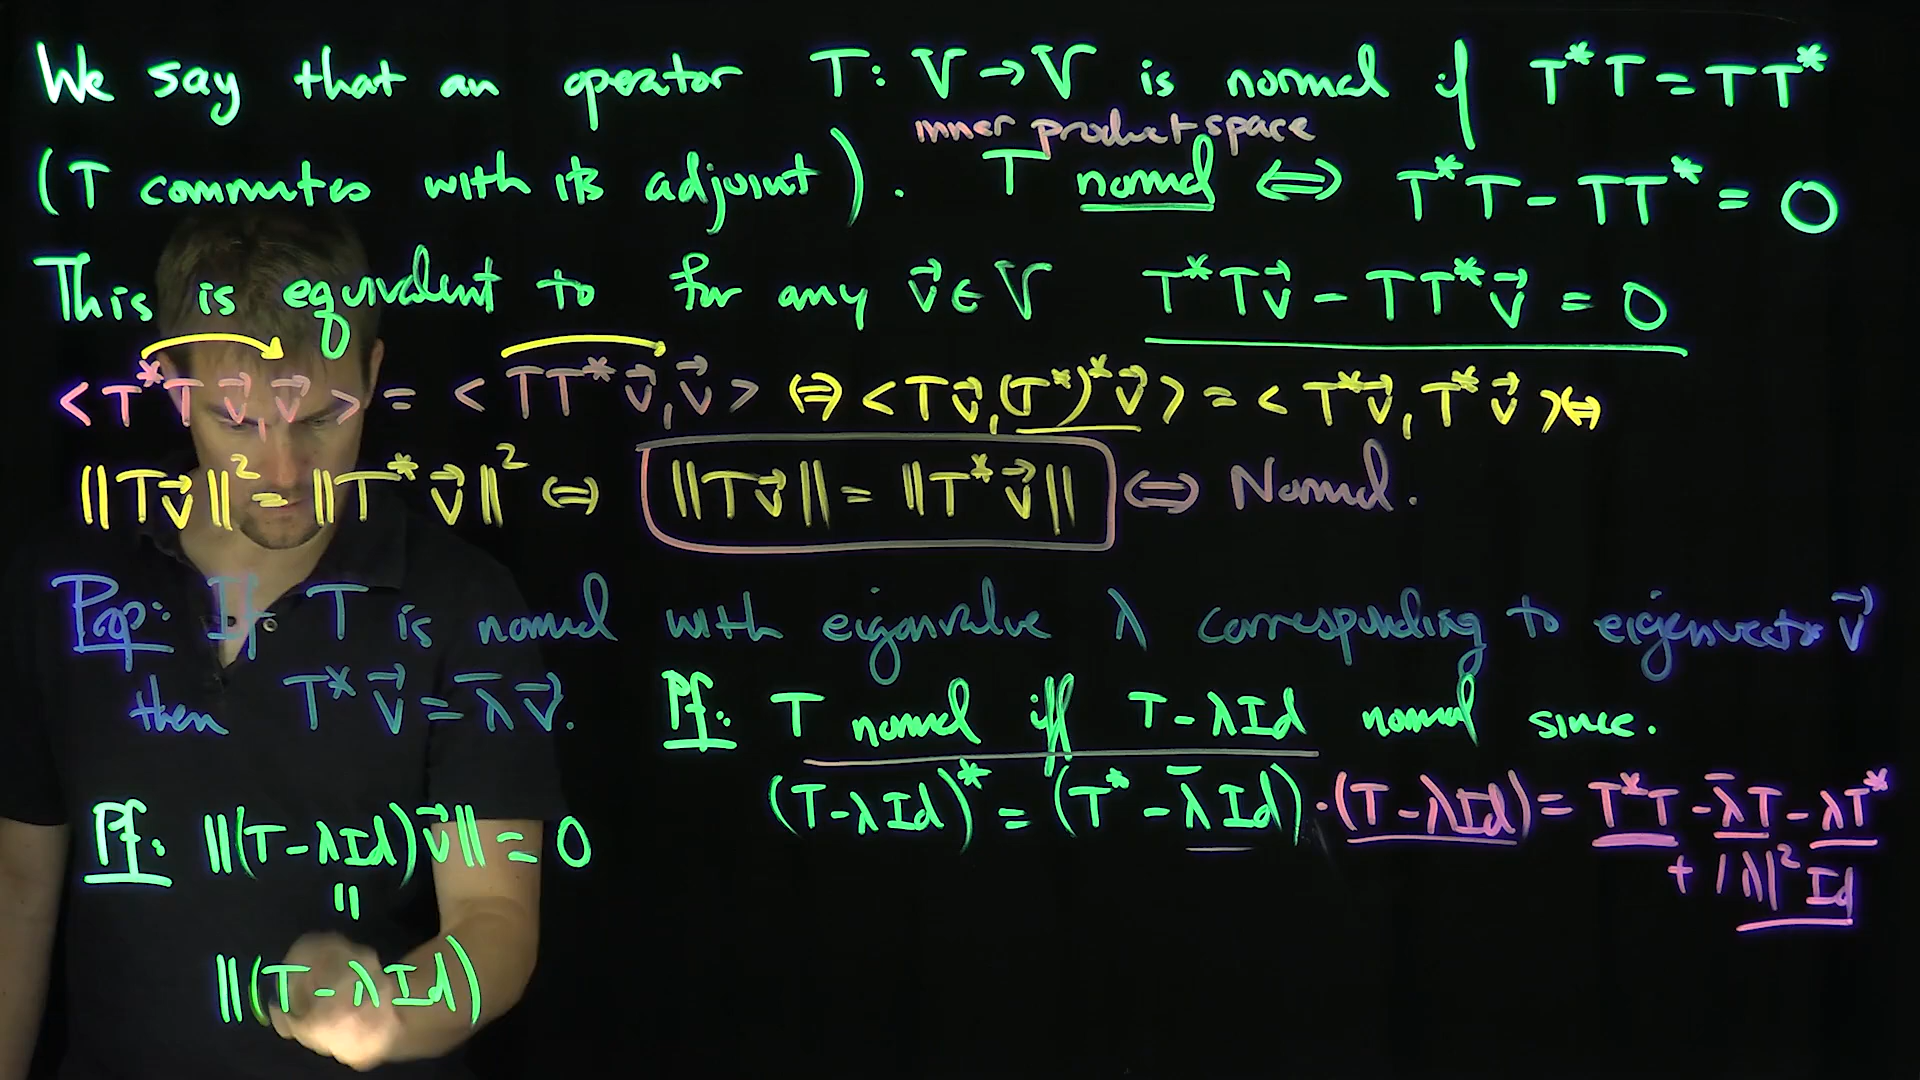 We say that an operator T: V → V is normal if T*T = TT*
inner product space
(T commutes with its adjoint). T normal ⇔ T*T - TT* = 0
This is equivalent to for any v⃗ ∈ V T*Tv⃗ - TT*v⃗ = 0
<T*Tv⃗,v⃗> = <TT*v⃗,v⃗> ⇔ <Tv⃗,(T*)*v⃗> = <T*v⃗,T*v⃗> ⇔
||Tv⃗||² = ||T*v⃗||² ⇔ ||Tv⃗|| = ||T*v⃗|| ⇔ Normal.
Prop: If T is normal with eigenvalue λ corresponding to eigenvector v⃗
then T*v⃗ = λ̄v⃗.
Pf: T normal iff T-λId normal since.
(T-λId)* = (T* - λ̄Id)·(T-λId) = T*T - λ̄T - λT*
+ |λ|²Id
Pf: ||(T-λId)v⃗|| = 0
||
||(T-λId)